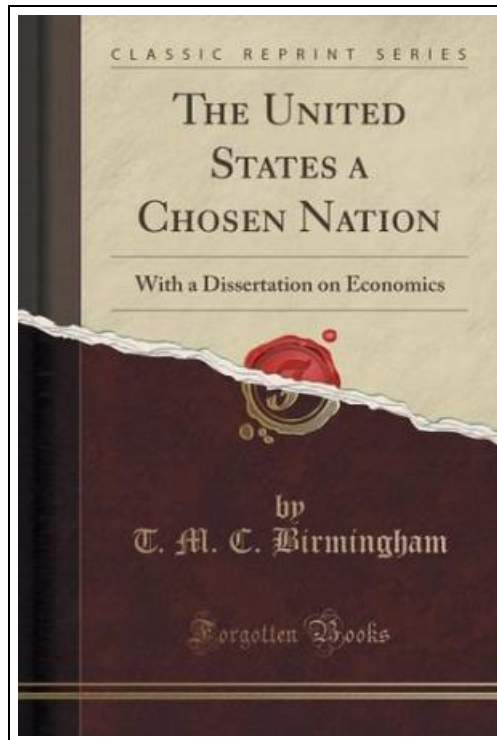 CLASSIC REPRINT SERIES
THE UNITED
STATES A
CHOSEN NATION
With a Dissertation on Economics
F
by
T. M. C. Birmingham
Forgotten Books